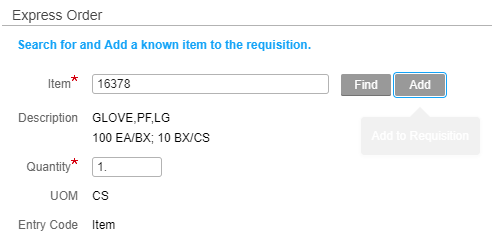 Express Order
Search for and Add a known item to the requisition.
Item* 16378 Find Add
Description GLOVE,PF,LG
Add to Requisition
100 EA/BX; 10 BX/CS
Quantity* 1.
UOM CS
Entry Code Item